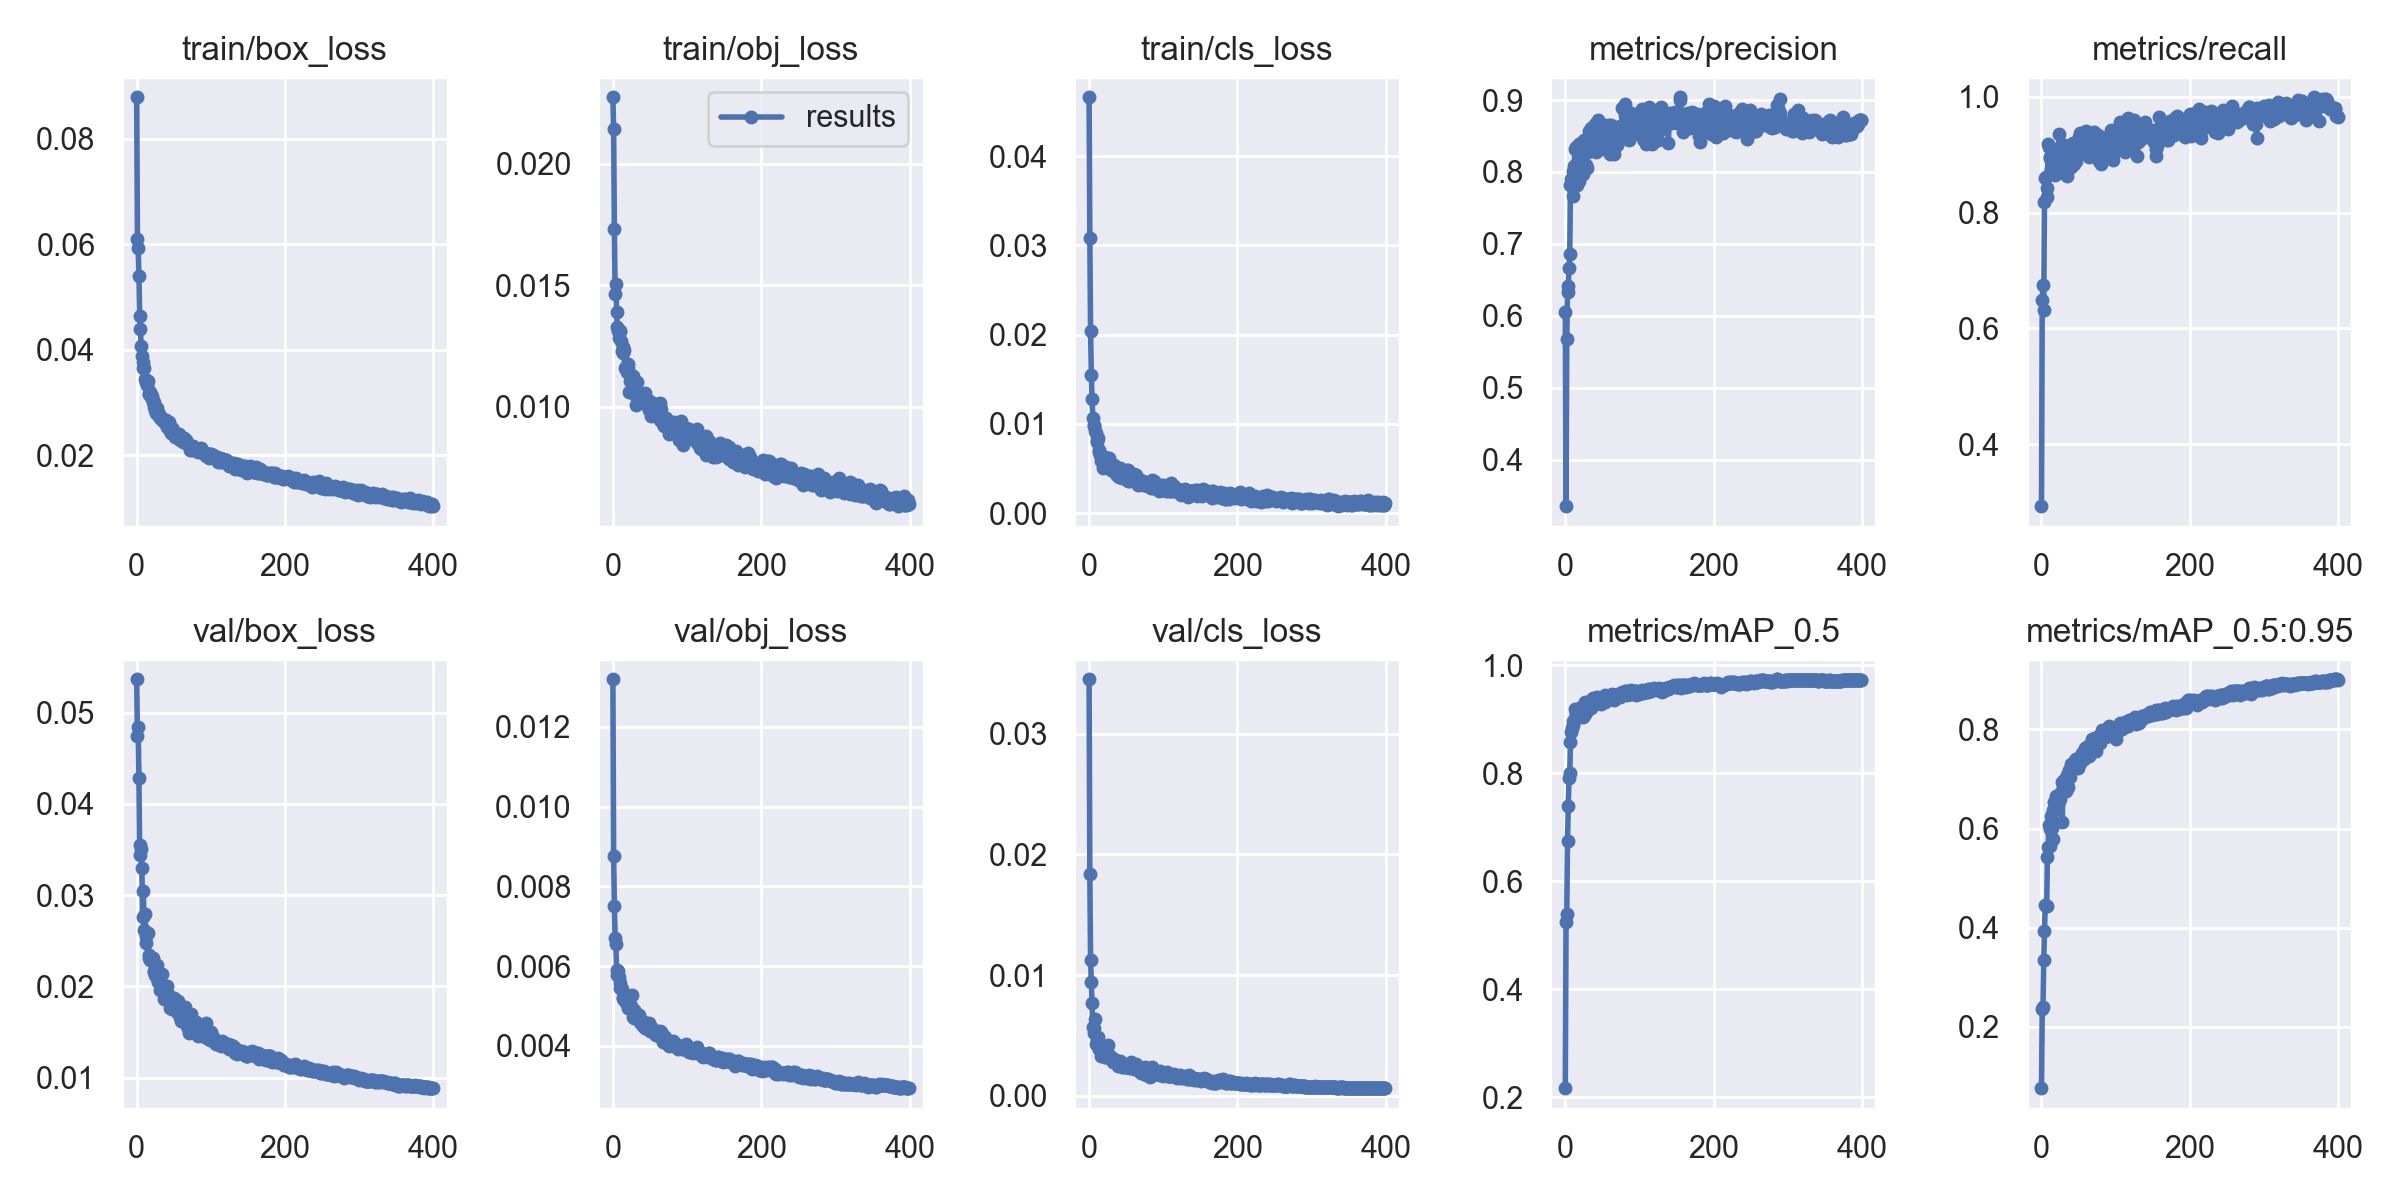 train/box_loss
train/obj_loss
train/cls_loss
metrics/precision
metrics/recall
0.08
0.06
0.04
0.02
0 200 400
results
0.020
0.015
0.010
0 200 400
0.04
0.03
0.02
0.01
0.00
0 200 400
0.9
0.8
0.7
0.6
0.5
0.4
0 200 400
1.0
0.8
0.6
0.4
0 200 400
val/box_loss
val/obj_loss
val/cls_loss
metrics/mAP_0.5
metrics/mAP_0.5:0.95
0.05
0.04
0.03
0.02
0.01
0 200 400
0.012
0.010
0.008
0.006
0.004
0 200 400
0.03
0.02
0.01
0.00
0 200 400
1.0
0.8
0.6
0.4
0.2
0 200 400
0.8
0.6
0.4
0.2
0 200 400